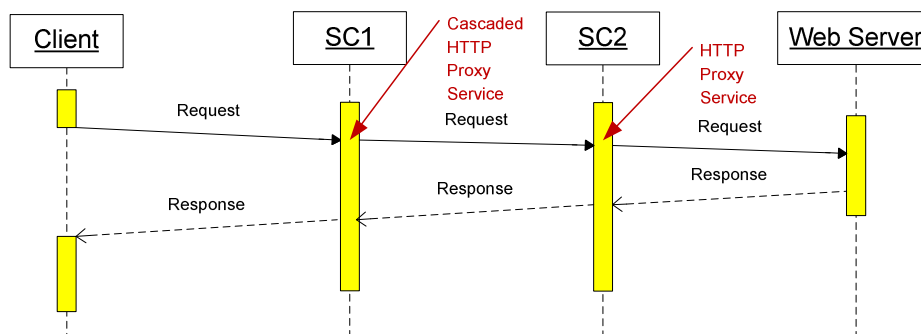 Client
SC1
SC2
Web Server
Cascaded
HTTP
Proxy
Service
HTTP
Proxy
Service
Request
Request
Request
Response
Response
Response